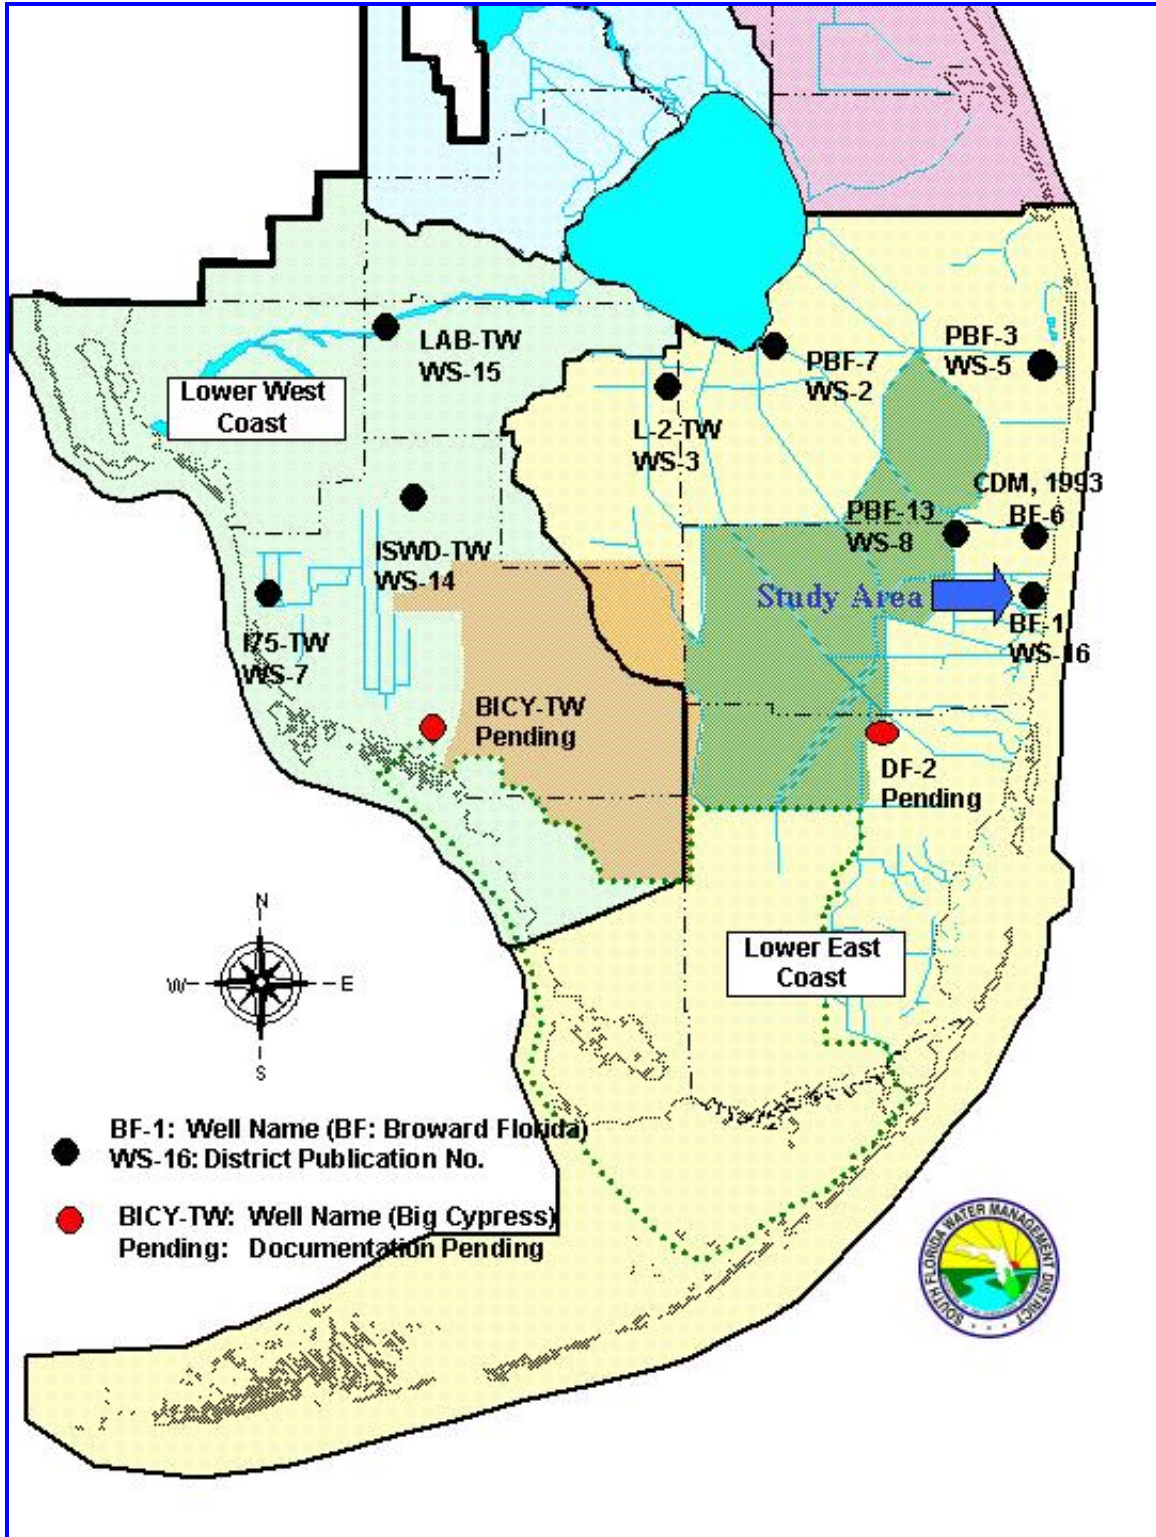 LAB-TW
WS-15
Lower West
Coast
PBF-7
WS-2
PBF-3
WS-5
L-2-TW
WS-3
CDM, 1993
BF-6
PBF-13
WS-8
ISWD-TW
WS-14
Study Area
BF-1
WS-16
I75-TW
WS-7
BICY-TW
Pending
DF-2
Pending
Lower East
Coast
N
W
E
S
BF-1: Well Name (BF: Broward Florida)
WS-16: District Publication No.
BICY-TW: Well Name (Big Cypress)
Pending: Documentation Pending
SOUTH FLORIDA WATER MANAGEMENT DISTRICT